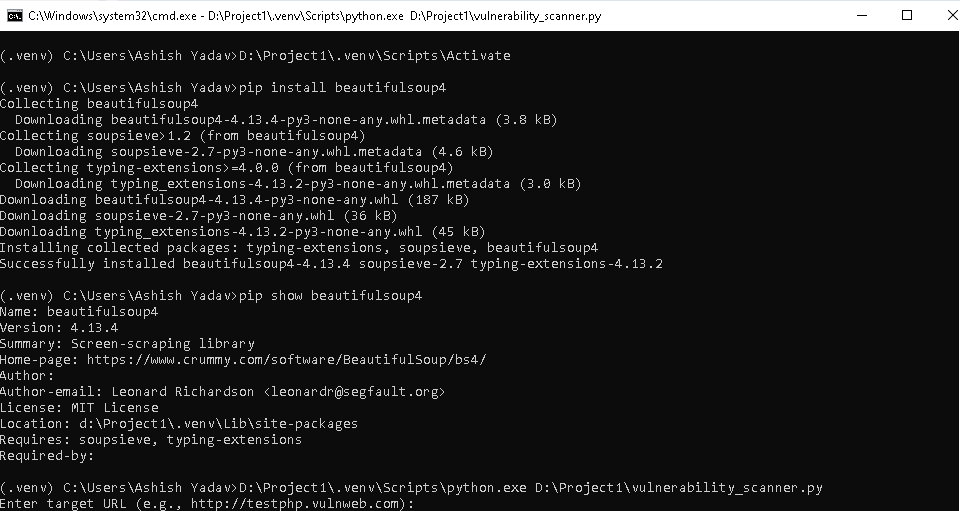 C:\Windows\system32\cmd.exe - D:\Project1\.venv\Scripts\python.exe D:\Project1\vulnerability_scanner.py
(.venv) C:\Users\Ashish Yadav>D:\Project1\.venv\Scripts\Activate
(.venv) C:\Users\Ashish Yadav>pip install beautifulsoup4
Collecting beautifulsoup4
  Downloading beautifulsoup4-4.13.4-py3-none-any.whl.metadata (3.8 kB)
Collecting soupsieve>1.2 (from beautifulsoup4)
  Downloading soupsieve-2.7-py3-none-any.whl.metadata (4.6 kB)
Collecting typing-extensions>=4.0.0 (from beautifulsoup4)
  Downloading typing_extensions-4.13.2-py3-none-any.whl.metadata (3.0 kB)
Downloading beautifulsoup4-4.13.4-py3-none-any.whl (187 kB)
Downloading soupsieve-2.7-py3-none-any.whl (36 kB)
Downloading typing_extensions-4.13.2-py3-none-any.whl (45 kB)
Installing collected packages: typing-extensions, soupsieve, beautifulsoup4
Successfully installed beautifulsoup4-4.13.4 soupsieve-2.7 typing-extensions-4.13.2
(.venv) C:\Users\Ashish Yadav>pip show beautifulsoup4
Name: beautifulsoup4
Version: 4.13.4
Summary: Screen-scraping library
Home-page: https://www.crummy.com/software/BeautifulSoup/bs4/
Author:
Author-email: Leonard Richardson <leonardr@segfault.org>
License: MIT License
Location: d:\Project1\.venv\Lib\site-packages
Requires: soupsieve, typing-extensions
Required-by:
(.venv) C:\Users\Ashish Yadav>D:\Project1\.venv\Scripts\python.exe D:\Project1\vulnerability_scanner.py
Enter target URL (e.g., http://testphp.vulnweb.com):